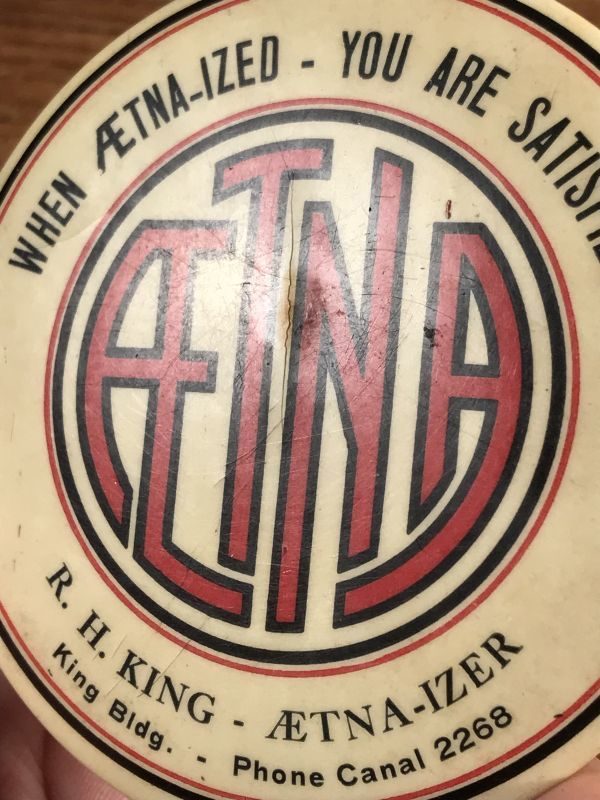 WHEN ÆTNA-IZED - YOU ARE
ÆTNA
R. H. KING - ÆTNA-IZER
King Bldg. - Phone Canal 2268